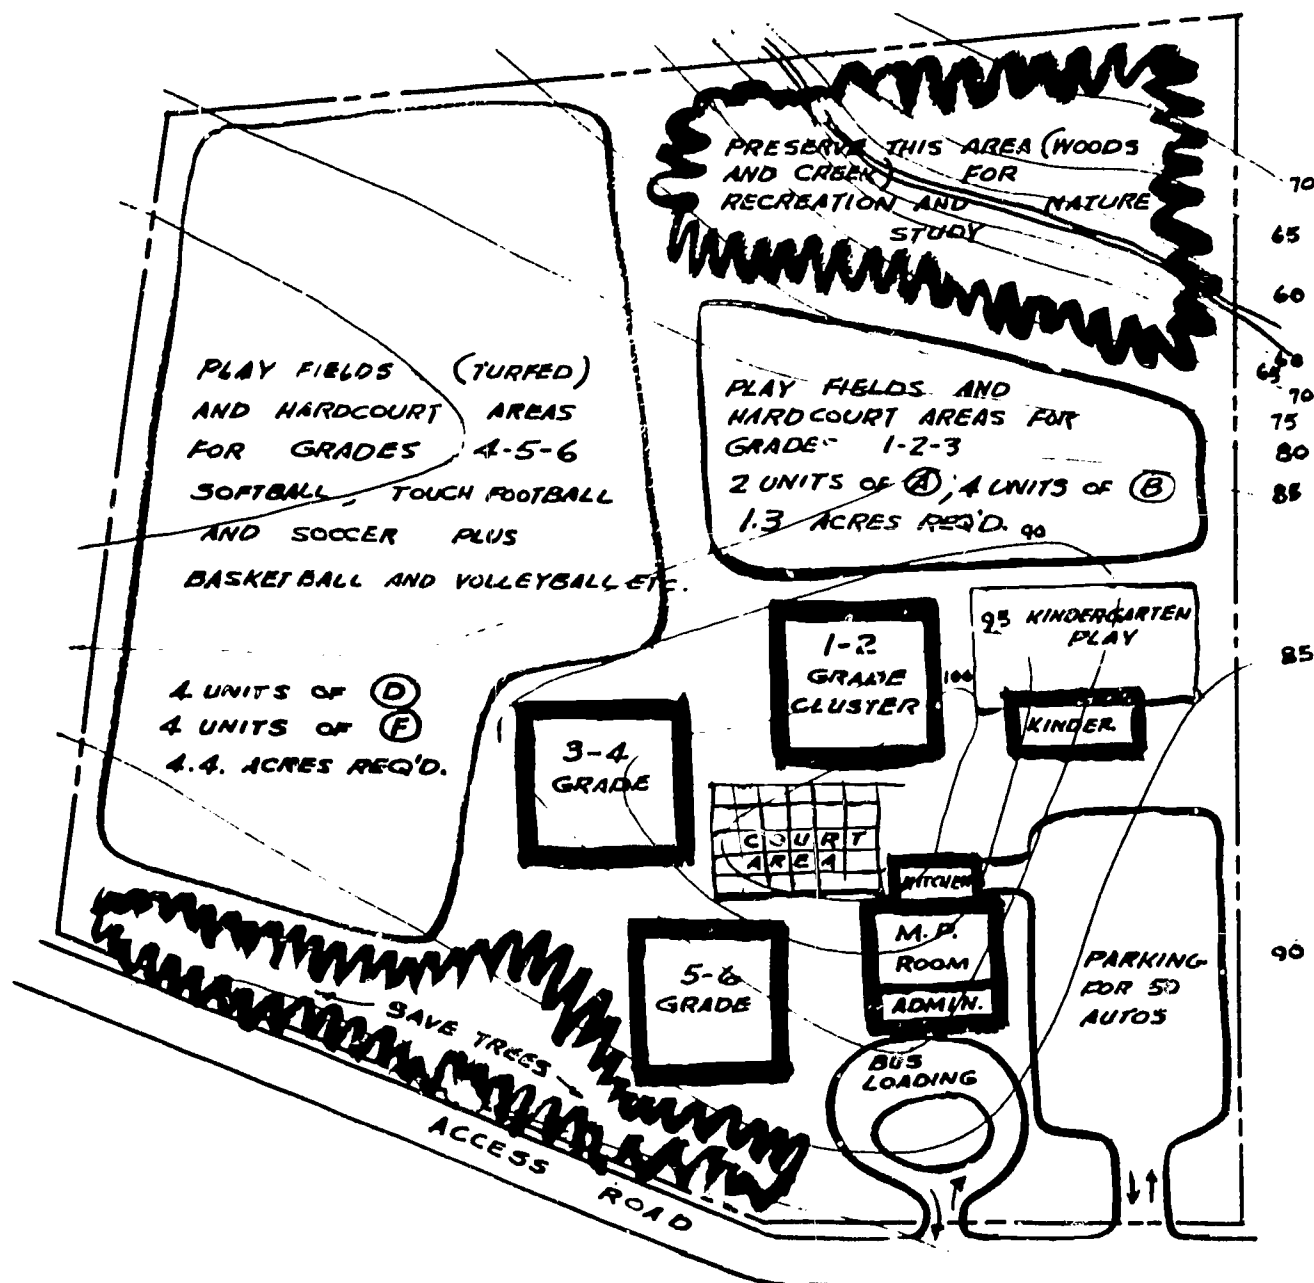 PRESERVE THIS AREA (WOODS
AND CREEK) FOR
RECREATION AND NATURE
STUDY
70
65
60
60
65
70
75
80
85
85
90
PLAY FIELDS (TURFED)
AND HARDCOURT AREAS
FOR GRADES 4-5-6
SOFTBALL, TOUCH FOOTBALL
AND SOCCER PLUS
BASKETBALL AND VOLLEYBALL ETC.
4 UNITS OF D
4 UNITS OF F
4.4. ACRES REQ'D.
PLAY FIELDS AND
HARDCOURT AREAS FOR
GRADE- 1-2-3
2 UNITS OF A; 4 UNITS OF B
1.3 ACRES REQ'D.
90
95
KINDERGARTEN
PLAY
100
1-2
GRADE
CLUSTER
KINDER.
3-4
GRADE
COURT
AREA
KITCHEN
M.P.
ROOM
ADMIN.
5-6
GRADE
PARKING
FOR 50
AUTOS
BUS
LOADING
SAVE TREES
ACCESS ROAD